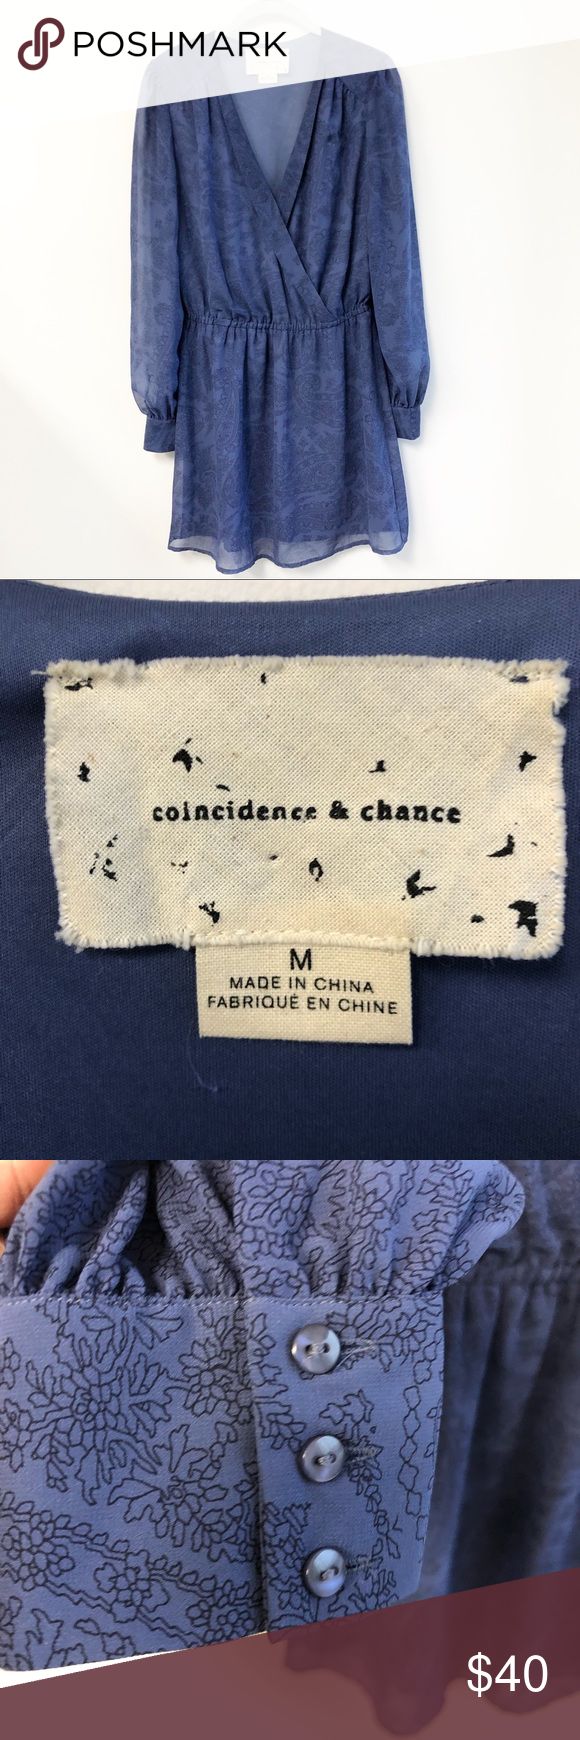 POSHMARK
coincidence & chance
M
MADE IN CHINA
FABRIQUÉ EN CHINE
$40